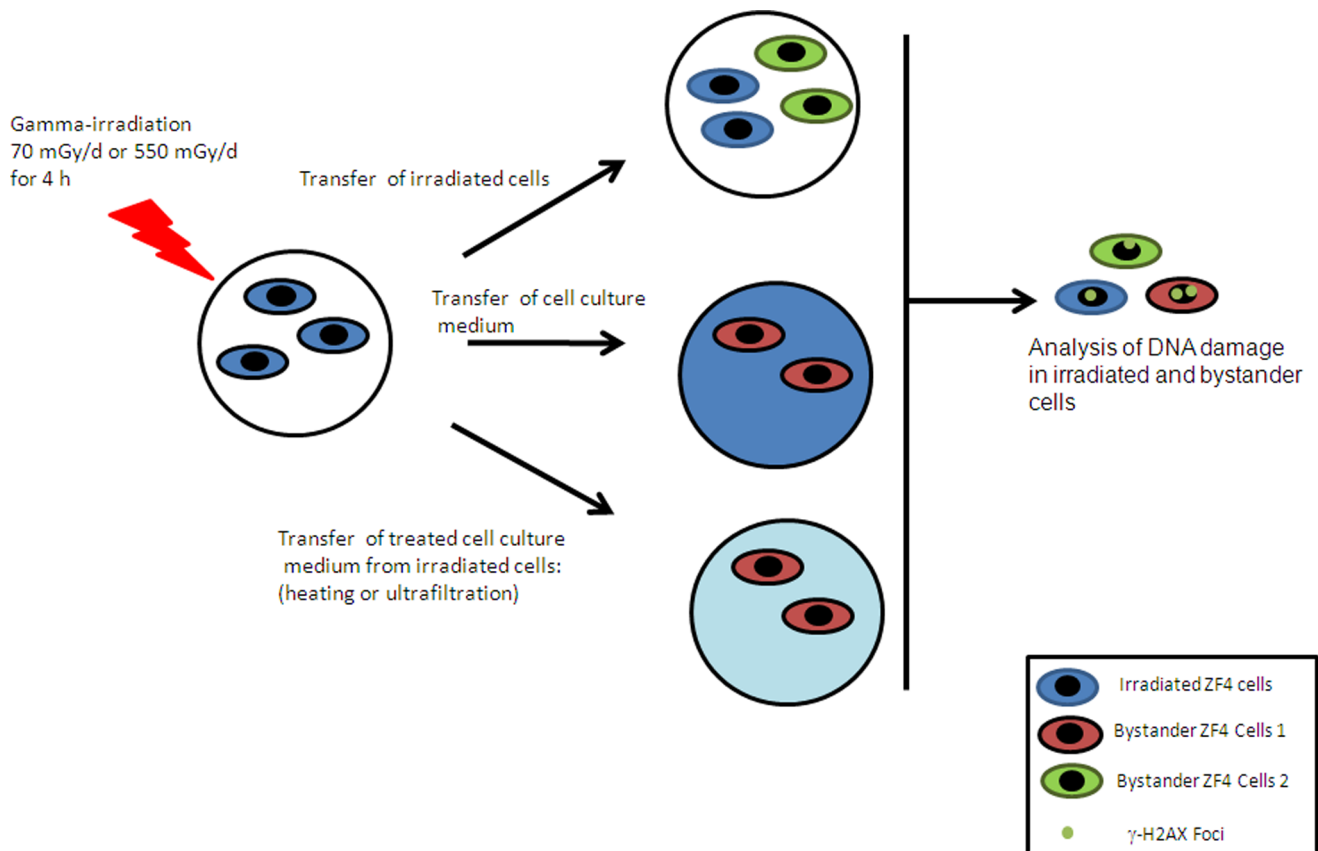 Gamma-irradiation
70 mGy/d or 550 mGy/d
for 4 h
Transfer of irradiated cells
Transfer of cell culture
medium
Transfer of treated cell culture
medium from irradiated cells:
(heating or ultrafiltration)
Analysis of DNA damage
in irradiated and bystander
cells
Irradiated ZF4 cells
Bystander ZF4 Cells 1
Bystander ZF4 Cells 2
γ-H2AX Foci